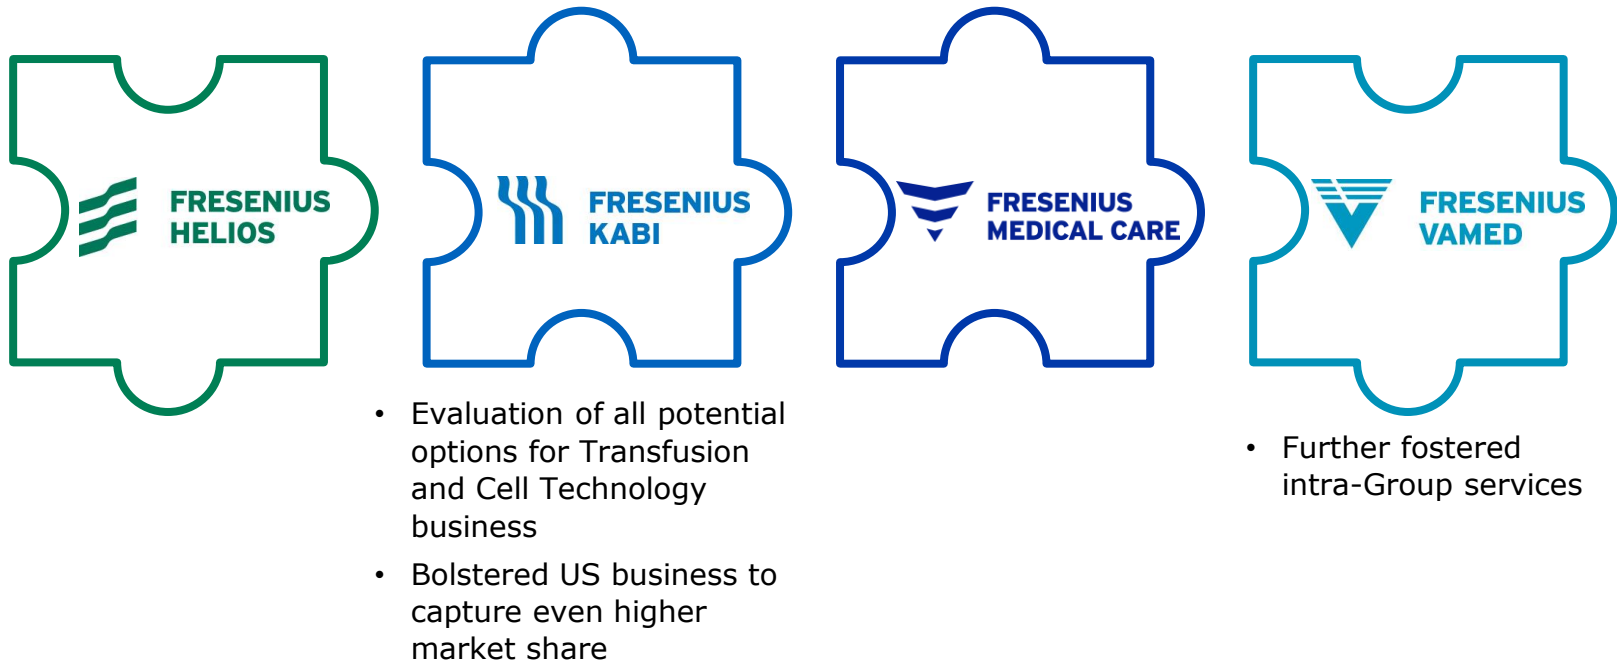 FRESENIUS
HELIOS
FRESENIUS
KABI
FRESENIUS
MEDICAL CARE
FRESENIUS
VAMED
• Evaluation of all potential
options for Transfusion
and Cell Technology
business
• Bolstered US business to
capture even higher
market share
• Further fostered
intra-Group services